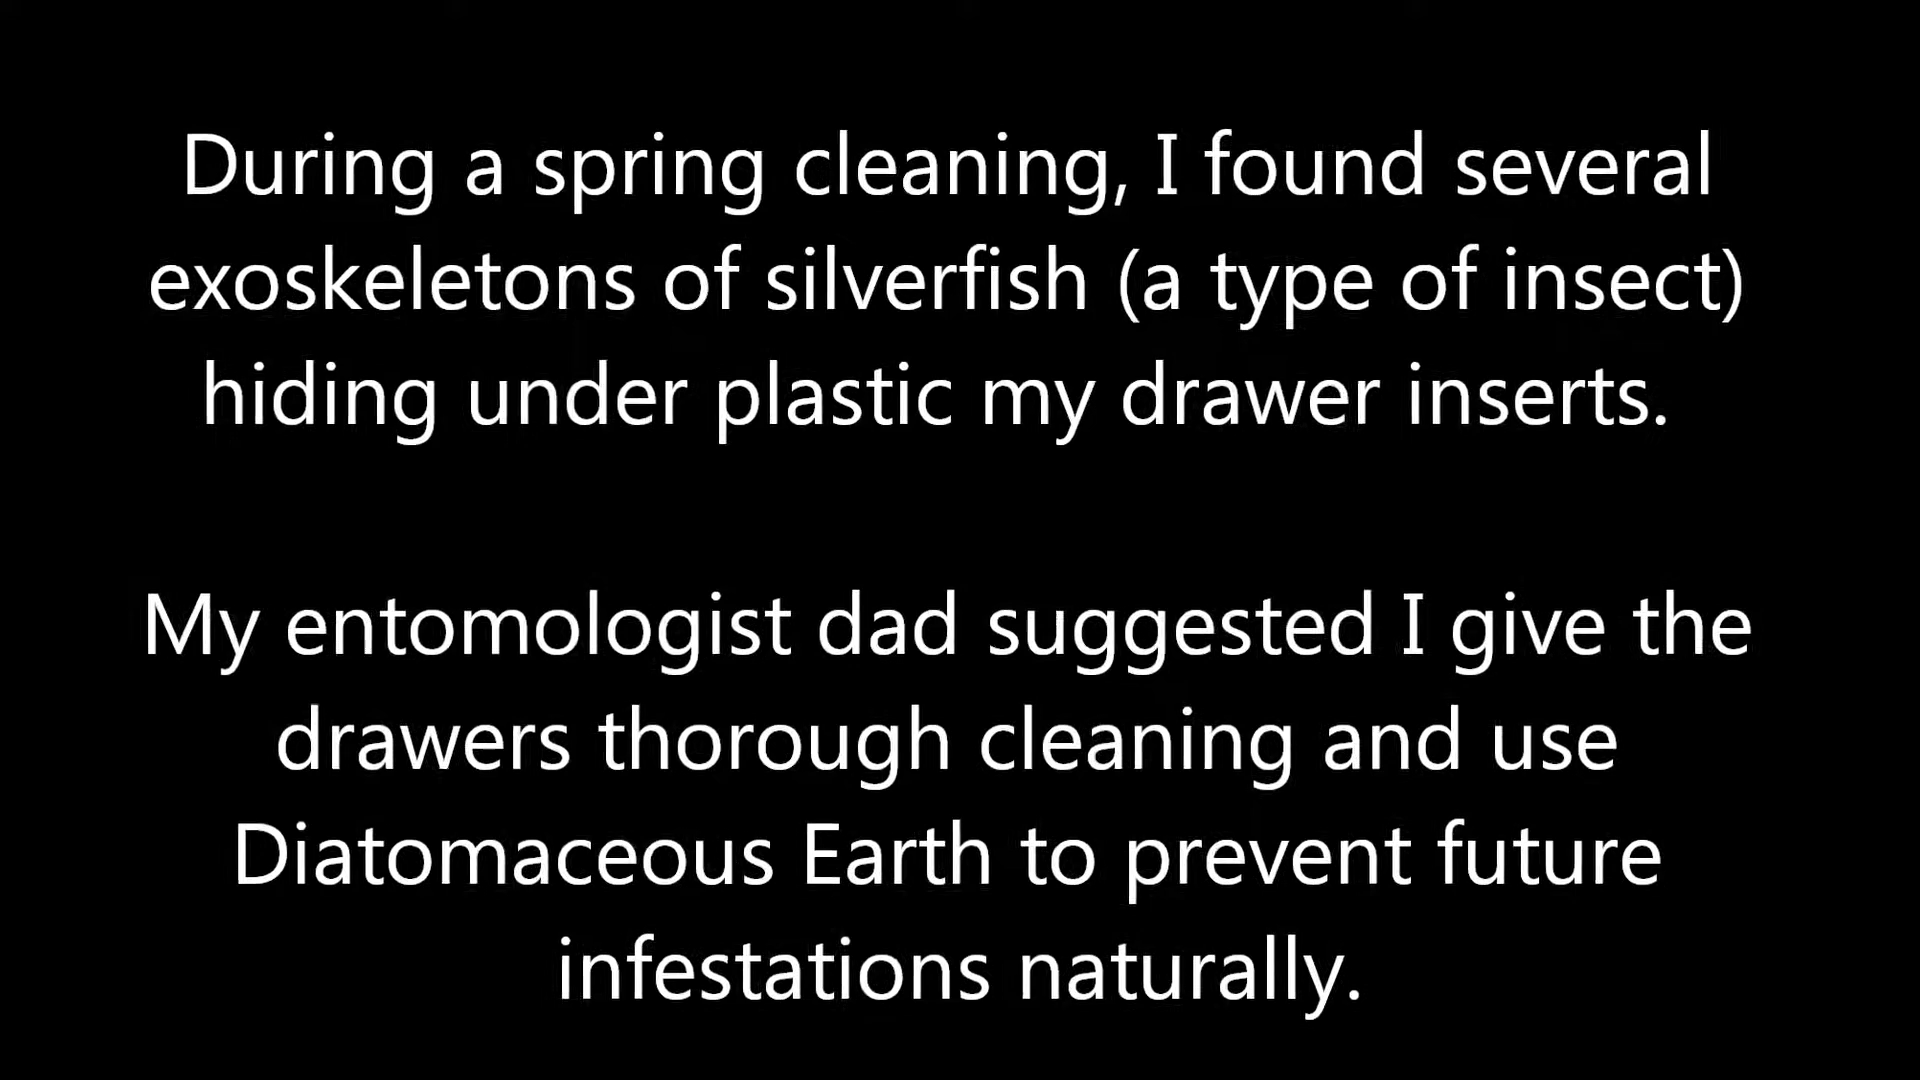 During a spring cleaning, I found several
exoskeletons of silverfish (a type of insect)
hiding under plastic my drawer inserts.
My entomologist dad suggested I give the
drawers thorough cleaning and use
Diatomaceous Earth to prevent future
infestations naturally.